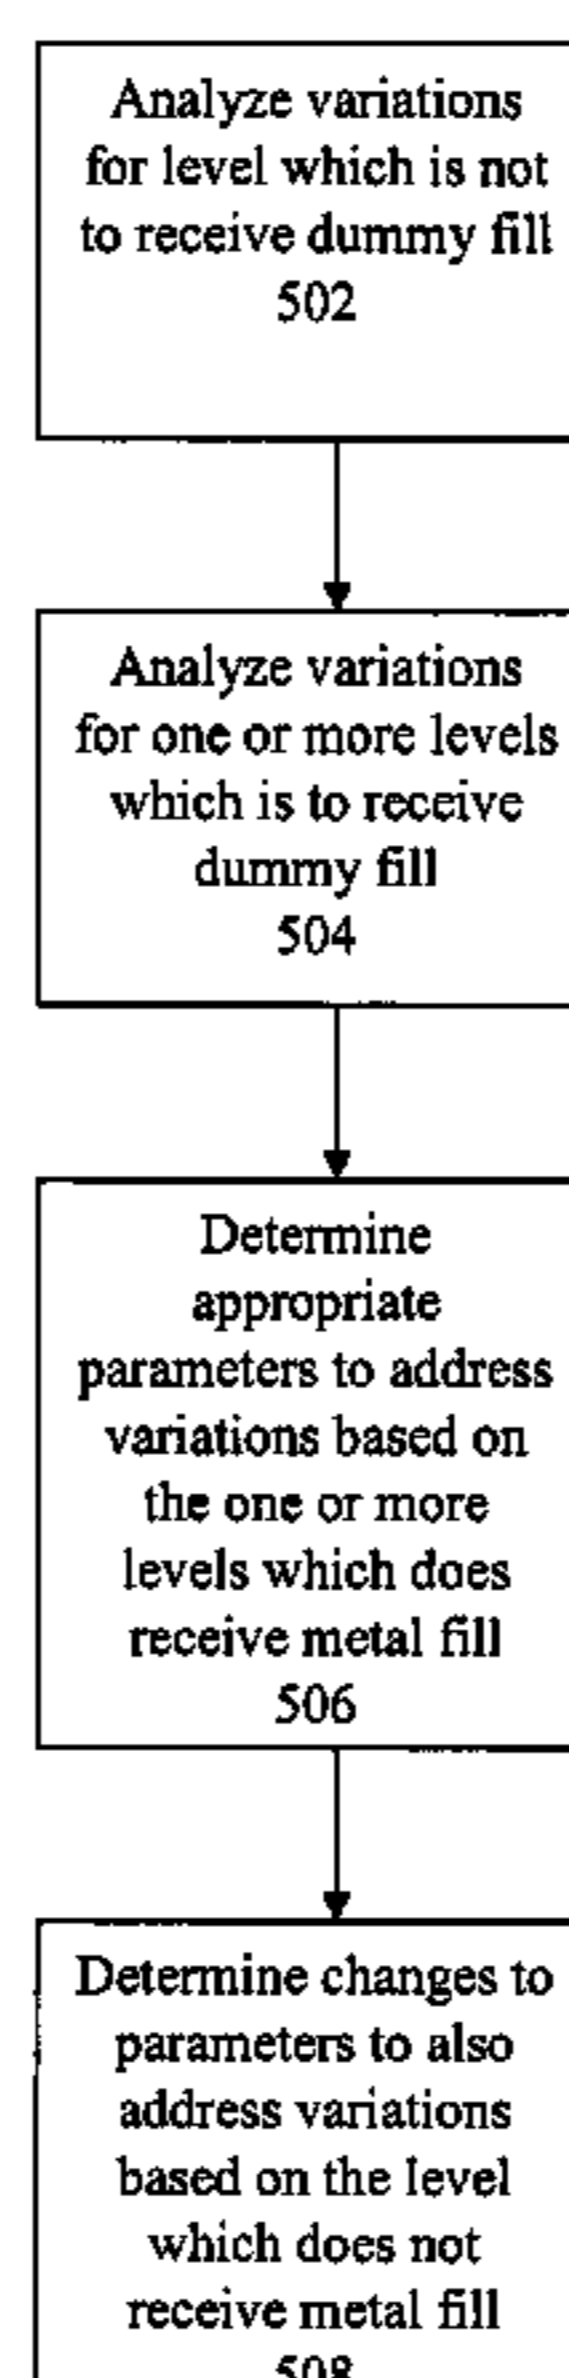 Analyze variations
for level which is not
to receive dummy fill
502
Analyze variations
for one or more levels
which is to receive
dummy fill
504
Determine
appropriate
parameters to address
variations based on
the one or more
levels which does
receive metal fill
506
Determine changes to
parameters to also
address variations
based on the level
which does not
receive metal fill
508